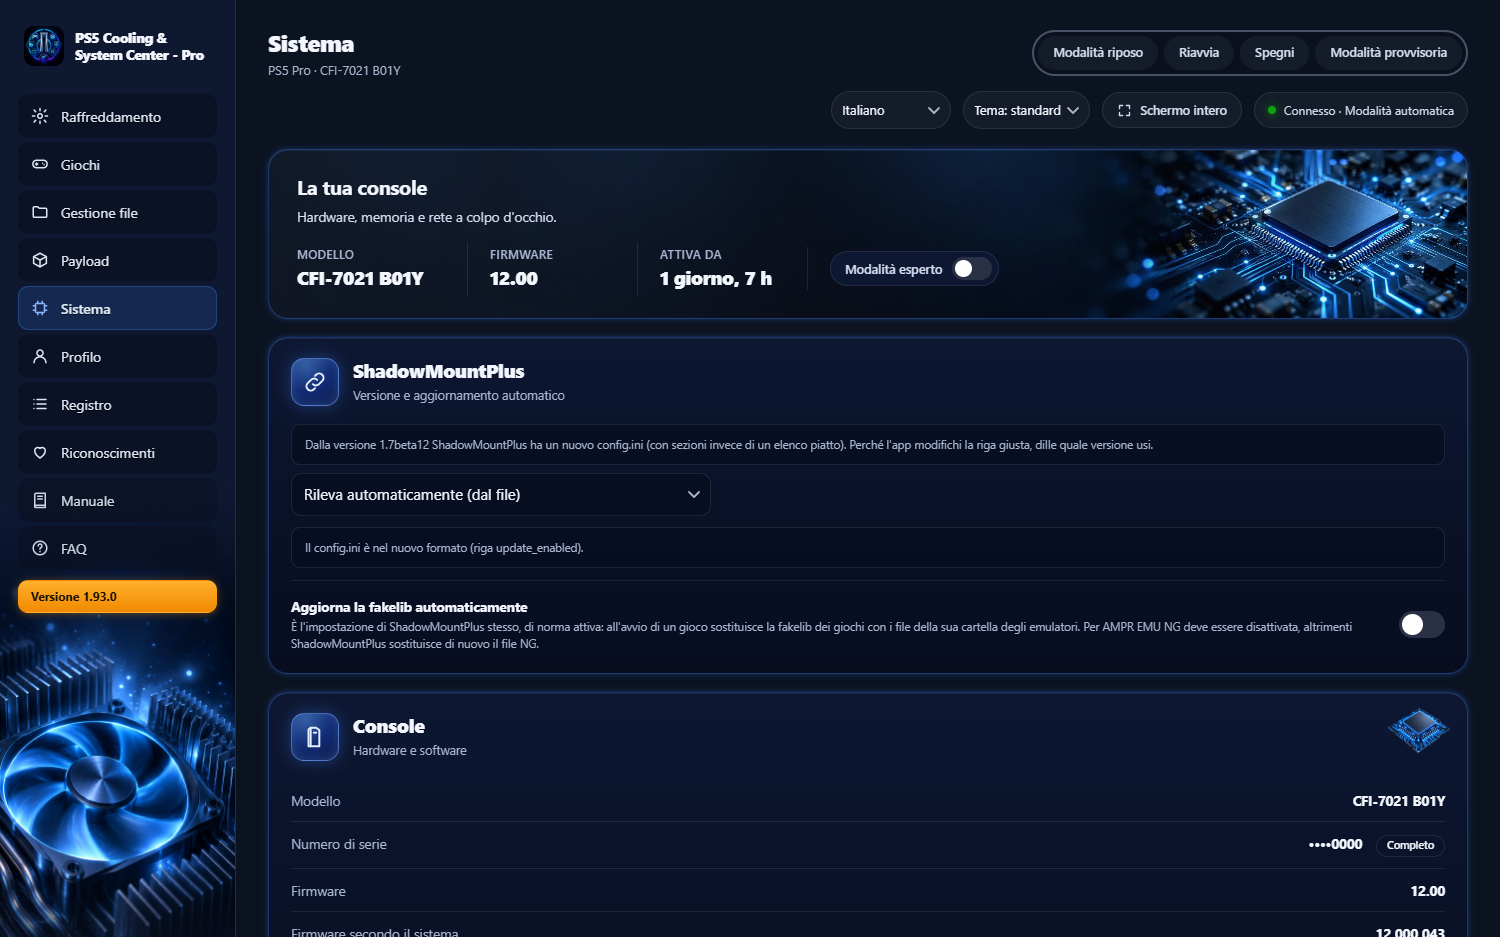 PS5 Cooling &
System Center - Pro
Raffreddamento
Giochi
Gestione file
Payload
Sistema
Profilo
Registro
Riconoscimenti
Manuale
FAQ
Versione 1.93.0
Sistema
PS5 Pro · CFI-7021 B01Y
Modalità riposo
Riavvia
Spegni
Modalità provvisoria
Italiano
Tema: standard
Schermo intero
Connesso · Modalità automatica
La tua console
Hardware, memoria e rete a colpo d'occhio.
MODELLO
CFI-7021 B01Y
FIRMWARE
12.00
ATTIVA DA
1 giorno, 7 h
Modalità esperto
ShadowMountPlus
Versione e aggiornamento automatico
Dalla versione 1.7beta12 ShadowMountPlus ha un nuovo config.ini (con sezioni invece di un elenco piatto). Perché l'app modifichi la riga giusta, dille quale versione usi.
Rileva automaticamente (dal file)
Il config.ini è nel nuovo formato (riga update_enabled).
Aggiorna la fakelib automaticamente
È l'impostazione di ShadowMountPlus stesso, di norma attiva: all'avvio di un gioco sostituisce la fakelib dei giochi con i file della sua cartella degli emulatori. Per AMPR EMU NG deve essere disattivata, altrimenti
ShadowMountPlus sostituisce di nuovo il file NG.
Console
Hardware e software
Modello
CFI-7021 B01Y
Numero di serie
••••0000
Completo
Firmware
12.00
Firmware secondo il sistema
12.000.043